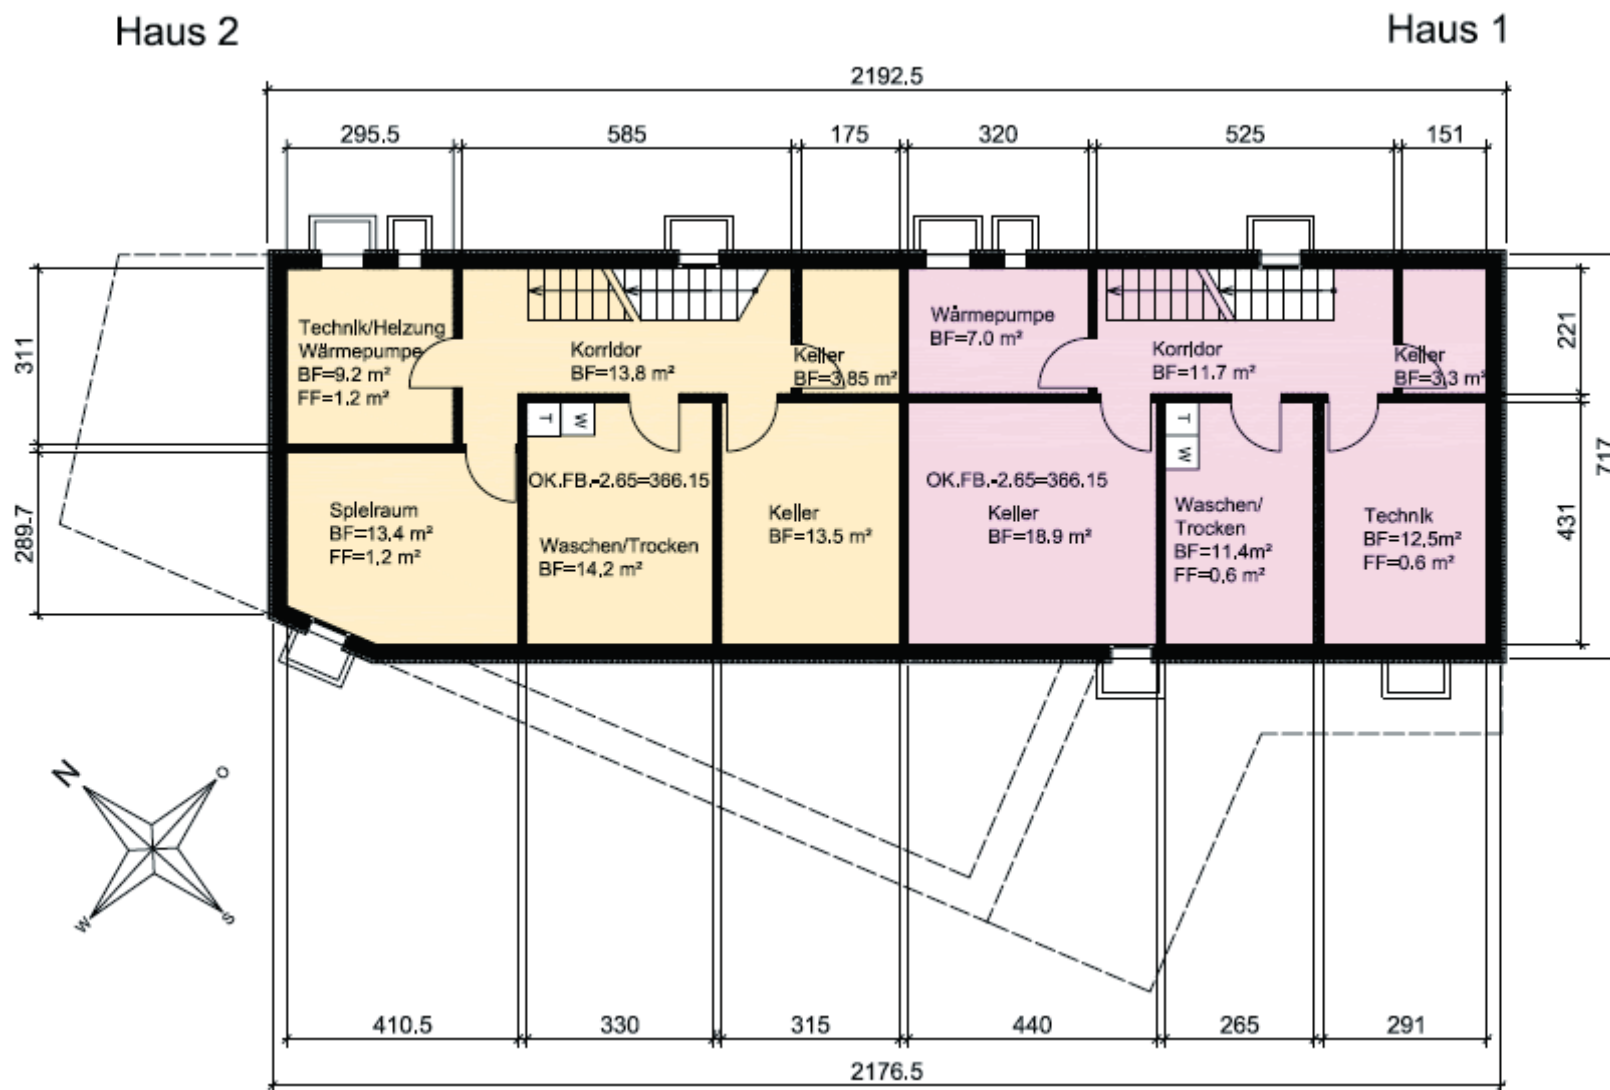 Haus 2
Haus 1
2192.5
295.5
585
175
320
525
151
Technik/Heizung
Wärmepumpe
BF=9.2 m²
FF=1.2 m²
Korridor
BF=13.8 m²
Keller
BF=3.85 m²
Wärmepumpe
BF=7.0 m²
Korridor
BF=11.7 m²
Keller
BF=3.3 m²
311
221
T
W
T
W
OK.FB.-2.65=366.15
OK.FB.-2.65=366.15
Spielraum
BF=13.4 m²
FF=1.2 m²
Waschen/Trocken
BF=14.2 m²
Keller
BF=13.5 m²
Keller
BF=18.9 m²
Waschen/
Trocken
BF=11.4m²
FF=0.6 m²
Technik
BF=12.5m²
FF=0.6 m²
289.7
431
717
N
O
W
S
410.5
330
315
440
265
291
2176.5